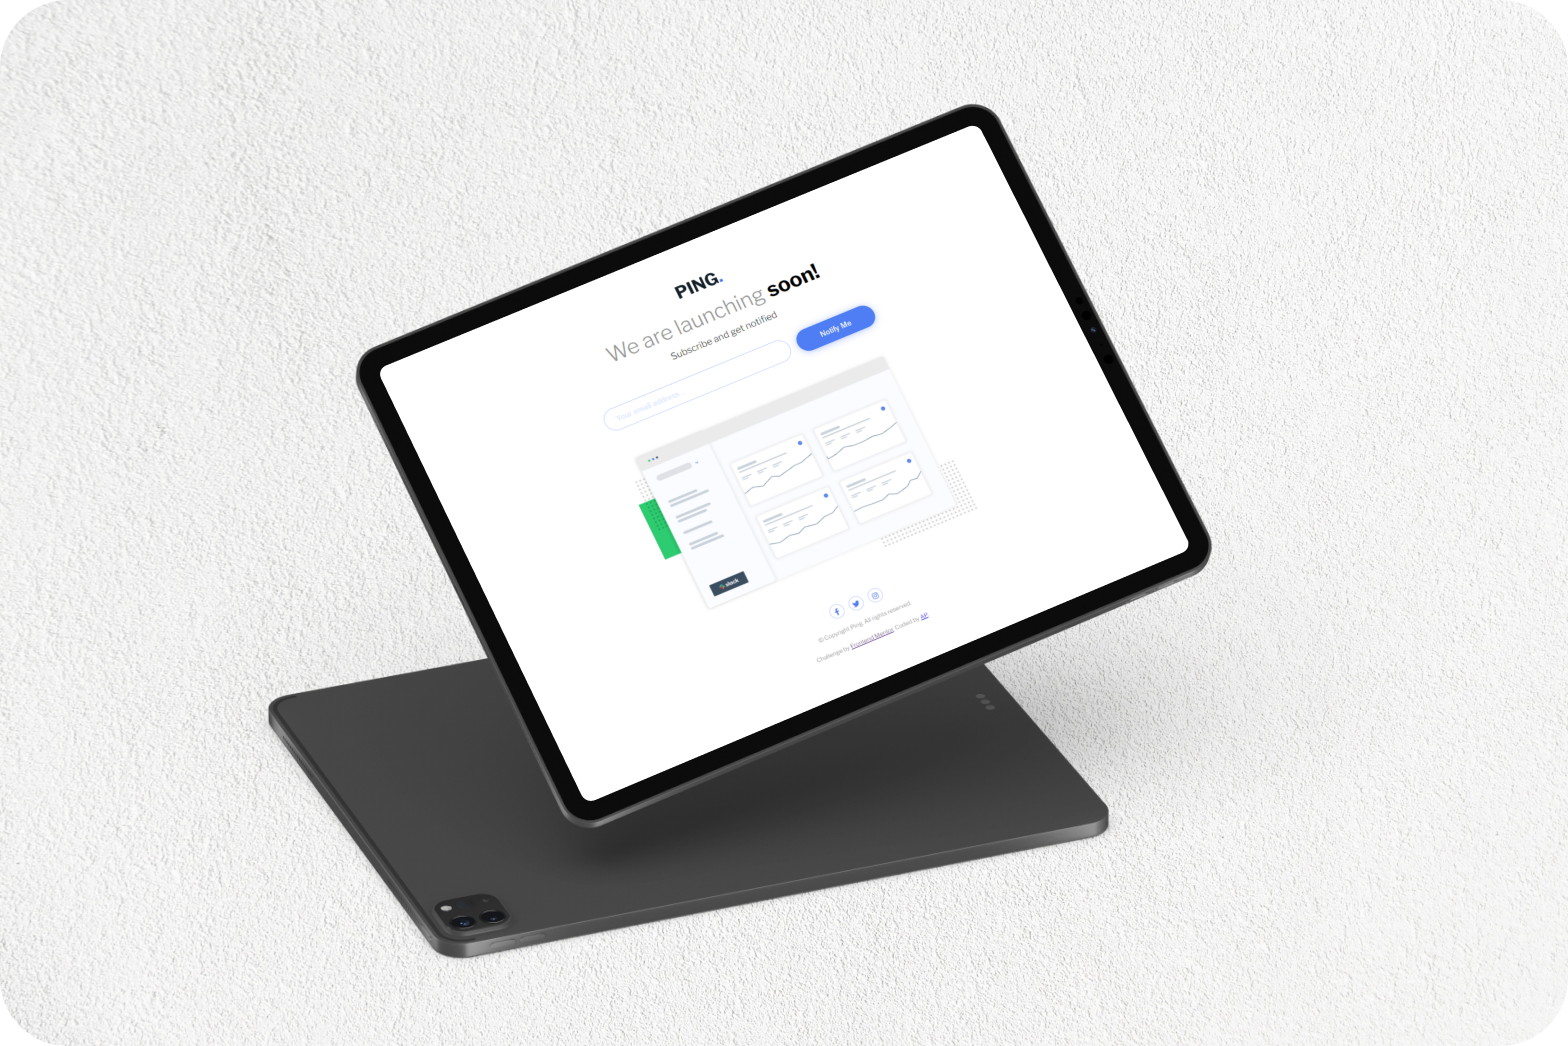 PING.
We are launching soon!
Subscribe and get notified
Your email address
Notify Me
slack
© Copyright Ping. All rights reserved.
Challenge by Frontend Mentor. Coded by AP.